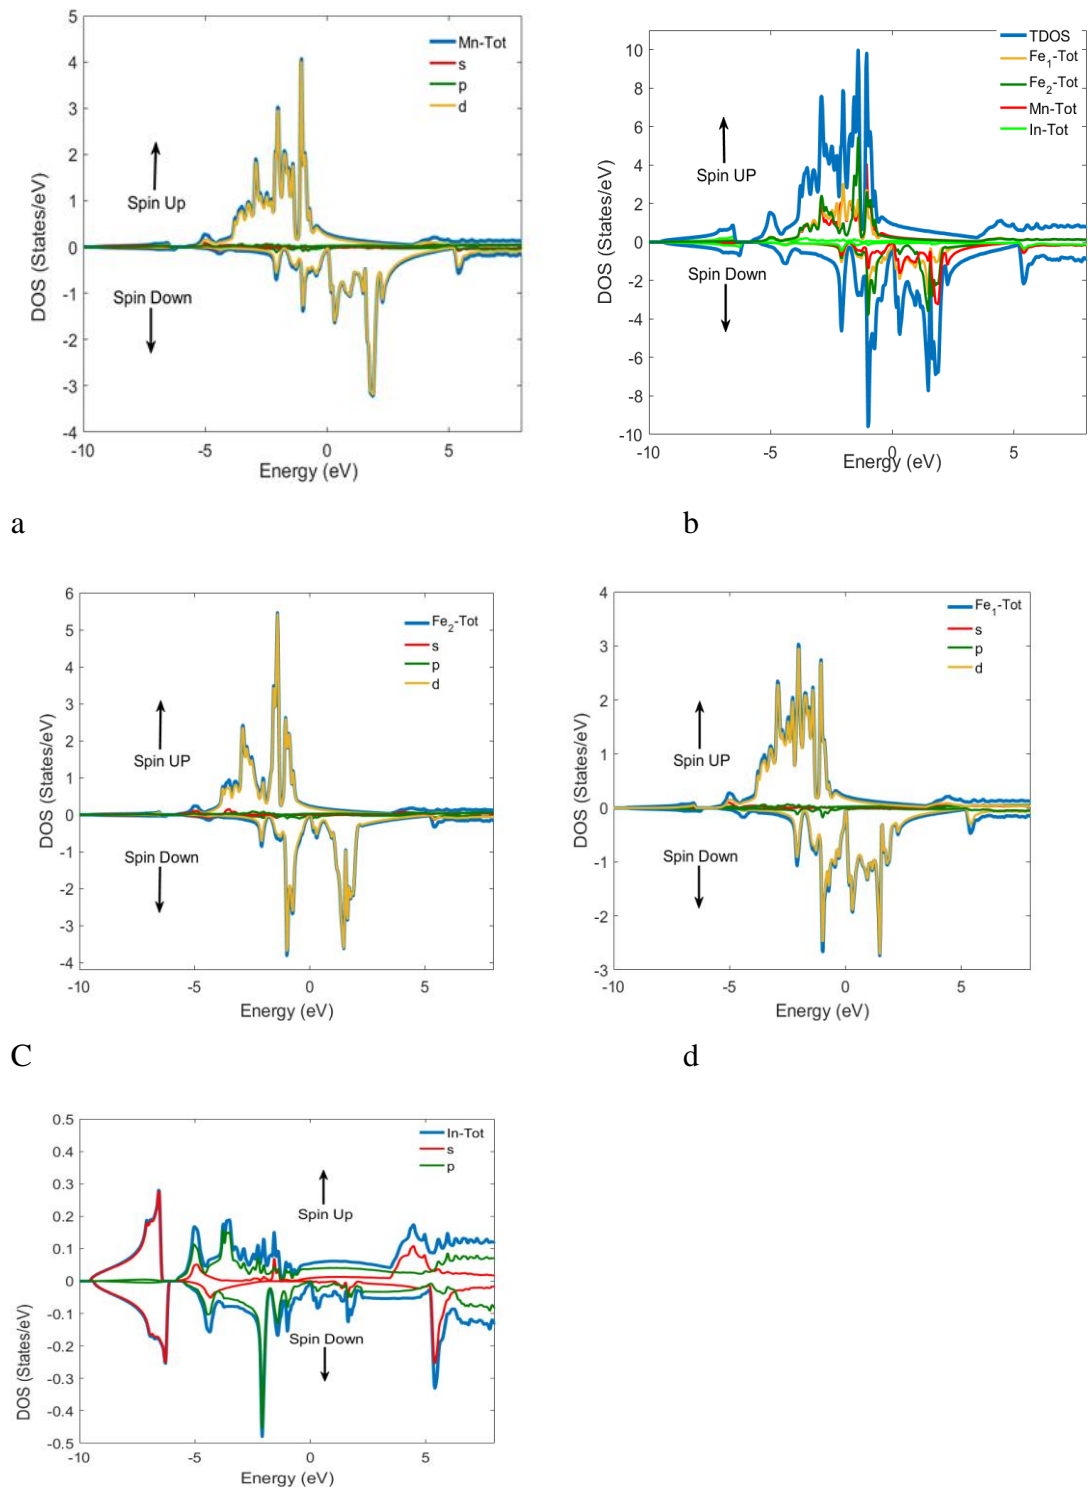 5
4
3
2
1
0
-1
-2
-3
-4
-10
-5
0
5
DOS (States/eV)
Energy (eV)
Mn-Tot
s
p
d
Spin Up
Spin Down
a
10
8
6
4
2
0
-2
-4
-6
-8
-10
-10
-5
0
5
DOS (States/eV)
Energy (eV)
TDOS
Fe1-Tot
Fe2-Tot
Mn-Tot
In-Tot
Spin UP
Spin Down
b
6
5
4
3
2
1
0
-1
-2
-3
-4
-10
-5
0
5
DOS (States/eV)
Energy (eV)
Fe2-Tot
s
p
d
Spin UP
Spin Down
C
4
3
2
1
0
-1
-2
-3
-10
-5
0
5
DOS (States/eV)
Energy (eV)
Fe1-Tot
s
p
d
Spin UP
Spin Down
d
0.5
0.4
0.3
0.2
0.1
0
-0.1
-0.2
-0.3
-0.4
-0.5
-10
-5
0
5
DOS (States/eV)
Energy (eV)
In-Tot
s
p
Spin Up
Spin Down